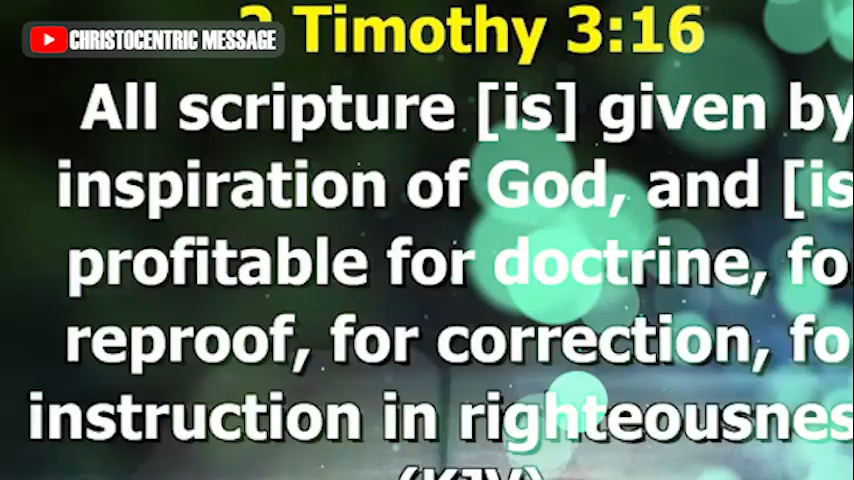 CHRISTOCENTRIC MESSAGE
2 Timothy 3:16
All scripture [is] given by
inspiration of God, and [is
profitable for doctrine, fo
reproof, for correction, fo
instruction in righteousnes
(KJV)